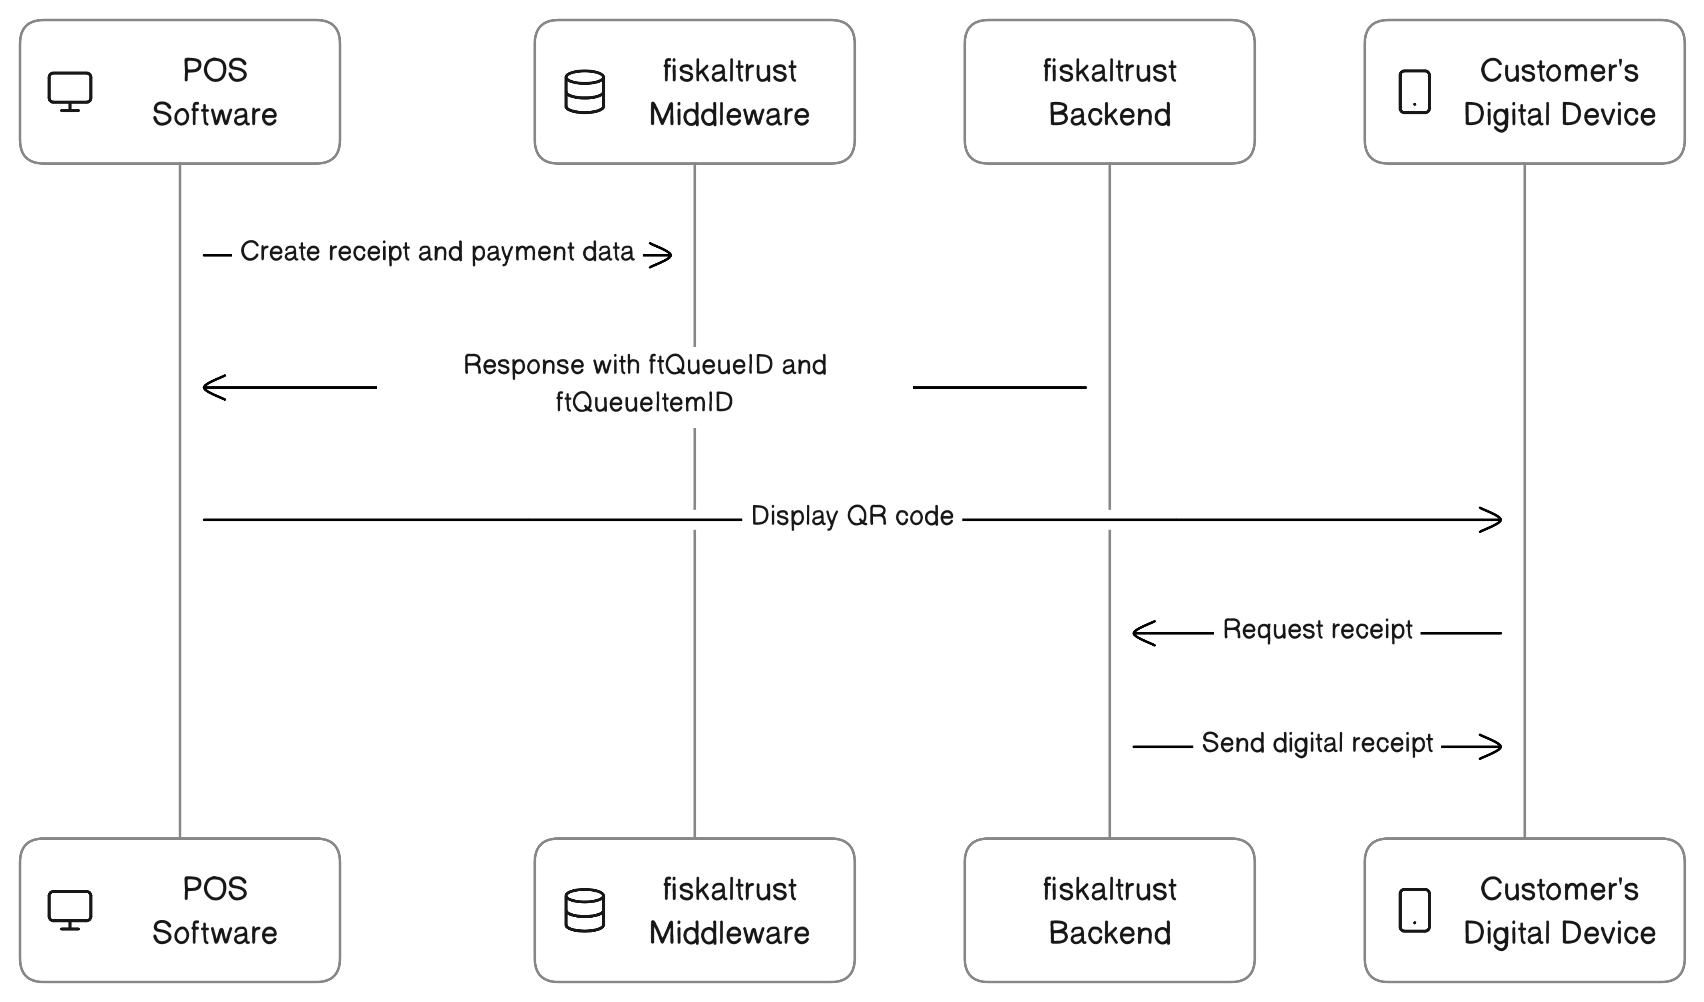 POS
Software
fiskaltrust
Middleware
fiskaltrust
Backend
Customer's
Digital Device
Create receipt and payment data
Response with ftQueueID and
ftQueueItemID
Display QR code
Request receipt
Send digital receipt
POS
Software
fiskaltrust
Middleware
fiskaltrust
Backend
Customer's
Digital Device